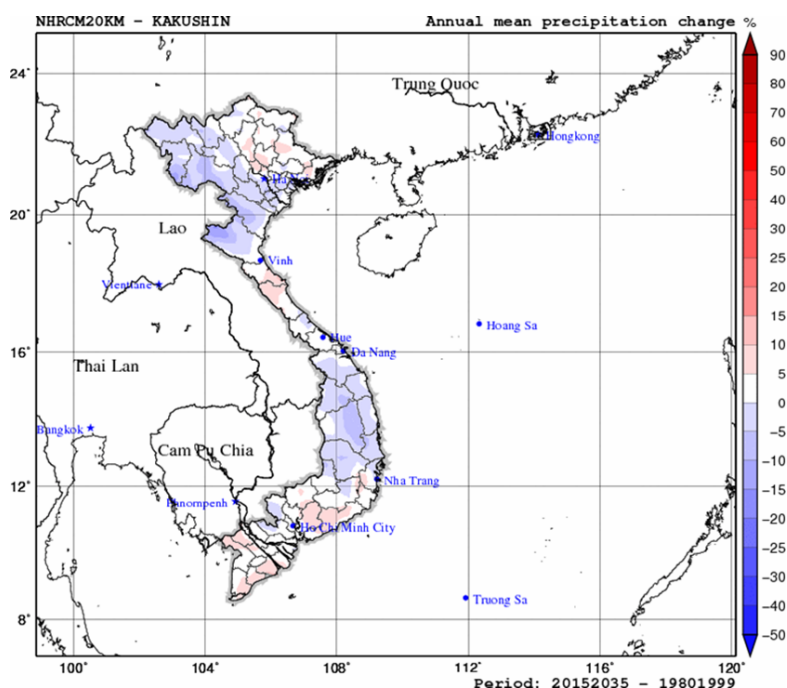 NHRCM20KM - KAKUSHIN
Annual mean precipitation change %
90
24°
Trung Quoc
80
70
Hongkong
60
Ha
50
20°
40
Lao
Vinh
30
Vientiane
20
Hoang Sa
15
Hue
16°
Da Nang
10
Thai Lan
5
0
Bangkok
-5
Cam Pu Chia
-10
12°
Nha Trang
-15
Pnompenh
Ho Chi Minh City
-20
-25
Truong Sa
-30
8°
-40
-50
100°
104°
108°
112°
116°
120°
Period: 20152035 - 19801999